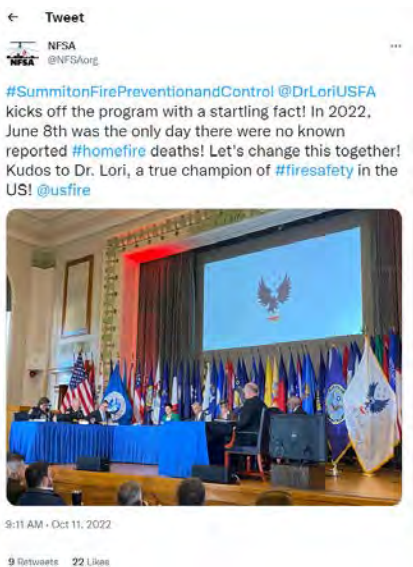 ← Tweet
NFSA
NFSA
@NFSAorg
#SummitonFirePreventionandControl @DrLoriUSFA
kicks off the program with a startling fact! In 2022,
June 8th was the only day there were no known
reported #homefire deaths! Let's change this together!
Kudos to Dr. Lori, a true champion of #firesafety in the
US! @usfire
9:11 AM · Oct 11, 2022
9 Retweets 22 Likes